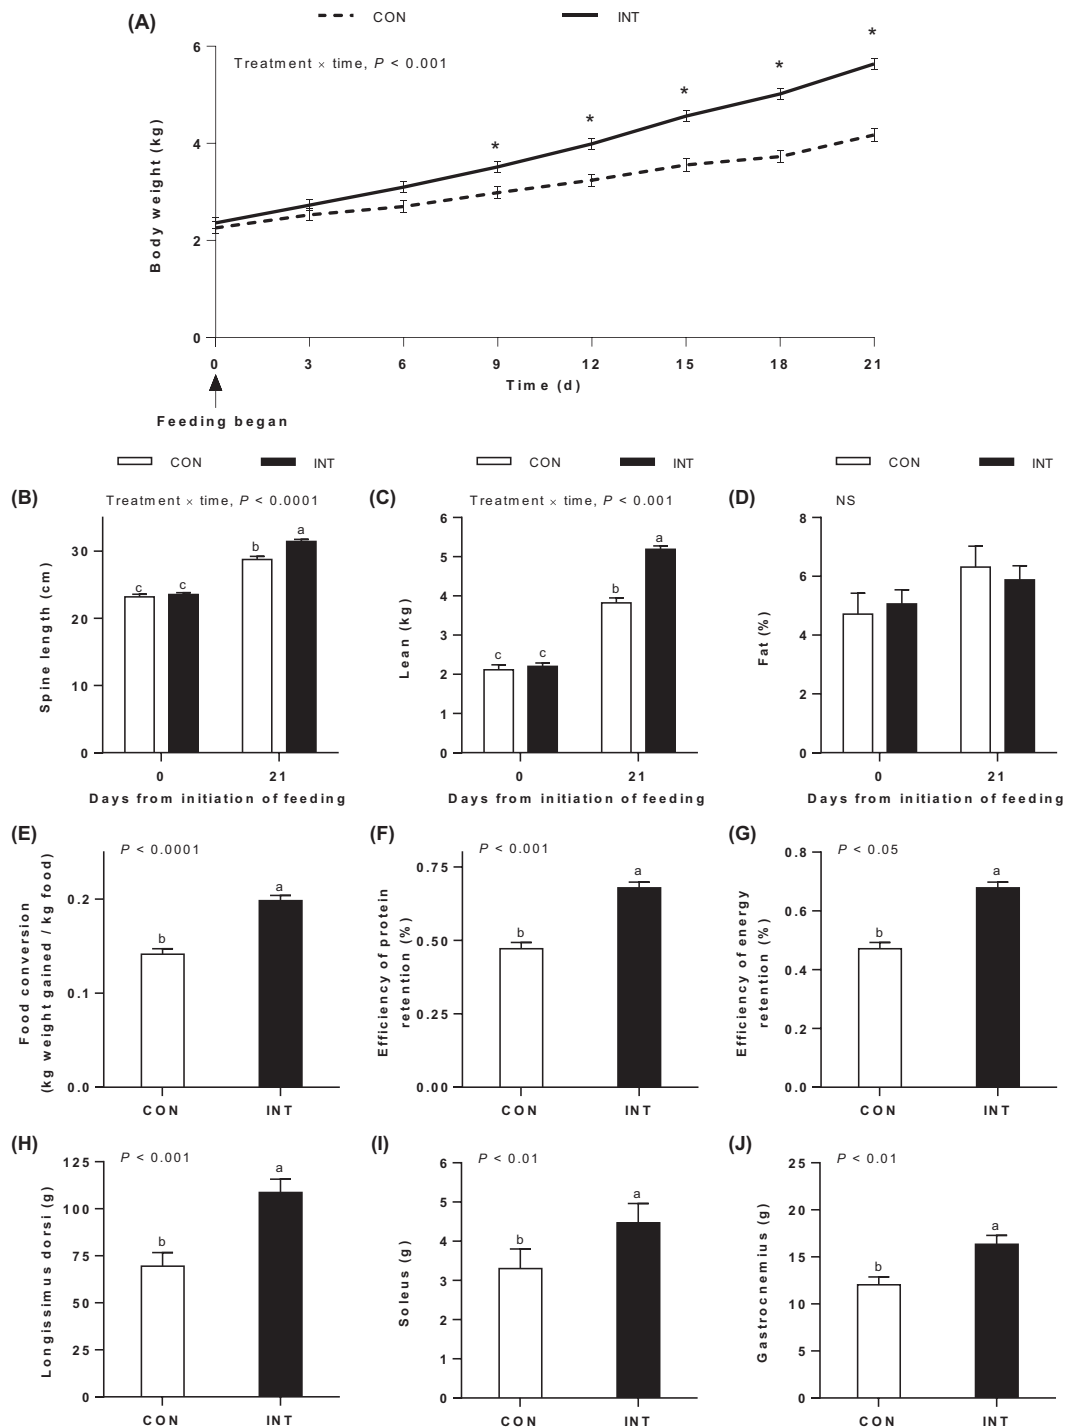 (A)
CON INT
Treatment × time, P < 0.001
Body weight (kg)
6
4
2
0
* * * * *
0 3 6 9 12 15 18 21
Time (d)
Feeding began
CON INT
(B)
Treatment × time, P < 0.0001
Spine length (cm)
30
20
10
0
c c b a
0 21
Days from initiation of feeding
CON INT
(C)
Treatment × time, P < 0.001
Lean (kg)
6
5
4
3
2
1
0
c c b a
0 21
Days from initiation of feeding
CON INT
(D)
NS
Fat (%)
8
6
4
2
0
0 21
Days from initiation of feeding
(E)
P < 0.0001
Food conversion
(kg weight gained / kg food)
0.2
0.1
0.0
b a
CON INT
(F)
P < 0.001
Efficiency of protein
retention (%)
0.75
0.50
0.25
0.00
b a
CON INT
(G)
P < 0.05
Efficiency of energy
retention (%)
0.8
0.6
0.4
0.2
0.0
b a
CON INT
(H)
P < 0.001
Longissimus dorsi (g)
125
100
75
50
25
0
b a
CON INT
(I)
P < 0.01
Soleus (g)
6
5
4
3
2
1
0
b a
CON INT
(J)
P < 0.01
Gastrocnemius (g)
25
20
15
10
5
0
b a
CON INT